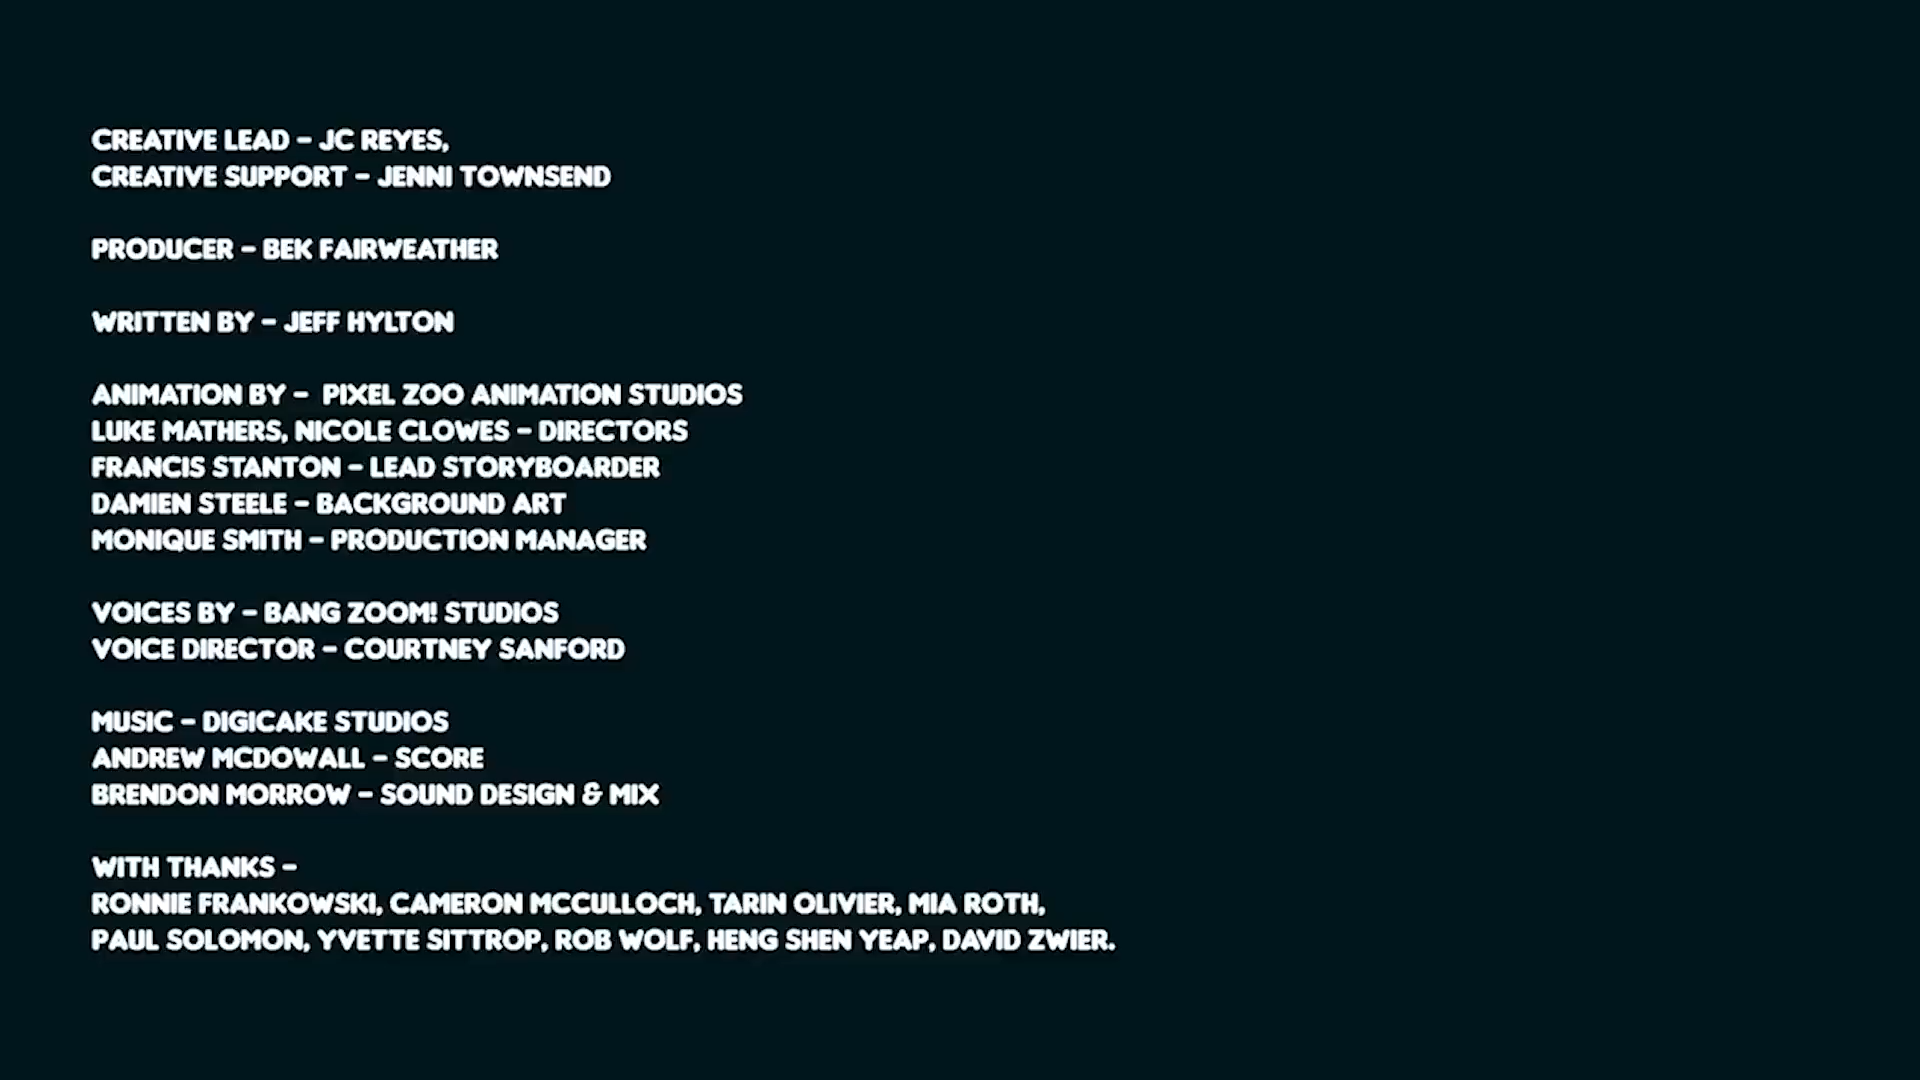 CREATIVE LEAD – JC REYES,
CREATIVE SUPPORT – JENNI TOWNSEND
PRODUCER – BEK FAIRWEATHER
WRITTEN BY – JEFF HYLTON
ANIMATION BY –  PIXEL ZOO ANIMATION STUDIOS
LUKE MATHERS, NICOLE CLOWES – DIRECTORS
FRANCIS STANTON – LEAD STORYBOARDER
DAMIEN STEELE – BACKGROUND ART
MONIQUE SMITH – PRODUCTION MANAGER
VOICES BY – BANG ZOOM! STUDIOS
VOICE DIRECTOR – COURTNEY SANFORD
MUSIC – DIGICAKE STUDIOS
ANDREW MCDOWALL – SCORE
BRENDON MORROW – SOUND DESIGN & MIX
WITH THANKS –
RONNIE FRANKOWSKI, CAMERON MCCULLOCH, TARIN OLIVIER, MIA ROTH,
PAUL SOLOMON, YVETTE SITTROP, ROB WOLF, HENG SHEN YEAP, DAVID ZWIER.